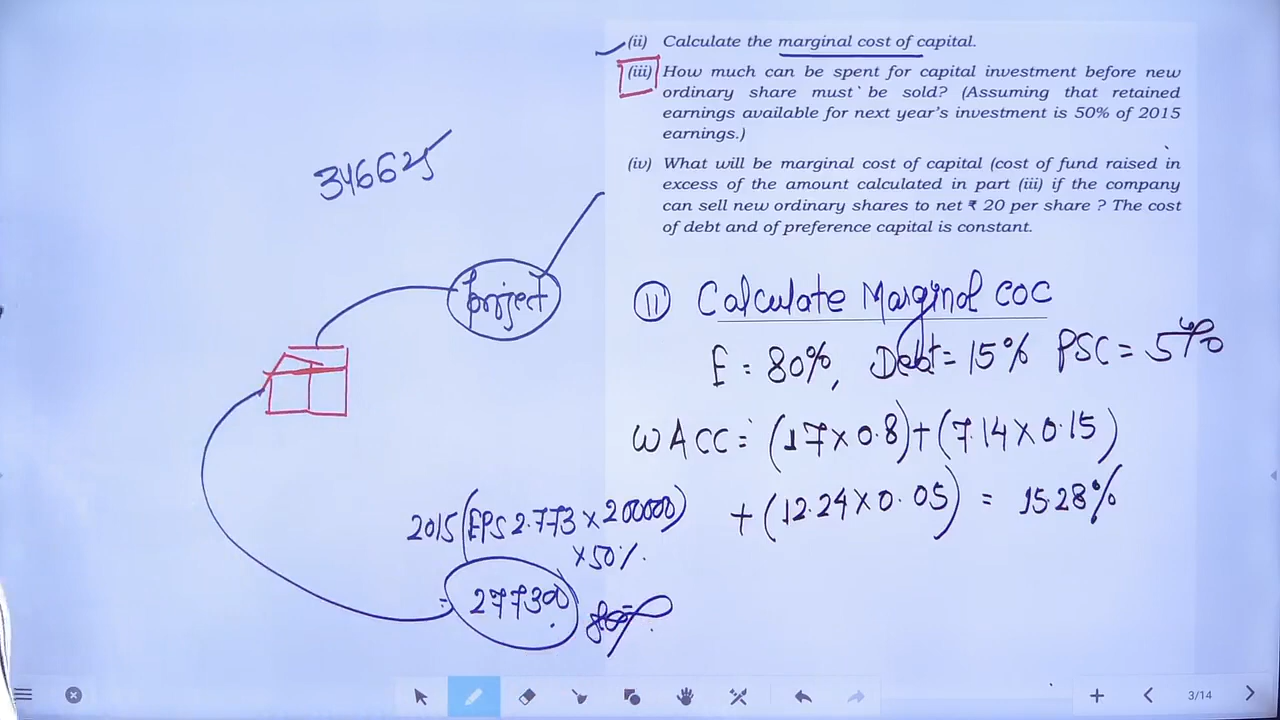 (ii) Calculate the marginal cost of capital.
(iii) How much can be spent for capital investment before new
ordinary share must be sold? (Assuming that retained
earnings available for next year's investment is 50% of 2015
earnings.)
(iv) What will be marginal cost of capital (cost of fund raised in
excess of the amount calculated in part (iii) if the company
can sell new ordinary shares to net ₹ 20 per share ? The cost
of debt and of preference capital is constant.
346625
project
(11) Calculate Marginal COC
E = 80%, Debt = 15% PSC = 5%
WACC = (17 × 0.8) + (7.14 × 0.15)
+ (12.24 × 0.05) = 15.28%
2015 (EPS 2.773 × 200000)
× 50%.
= 277300
3/14